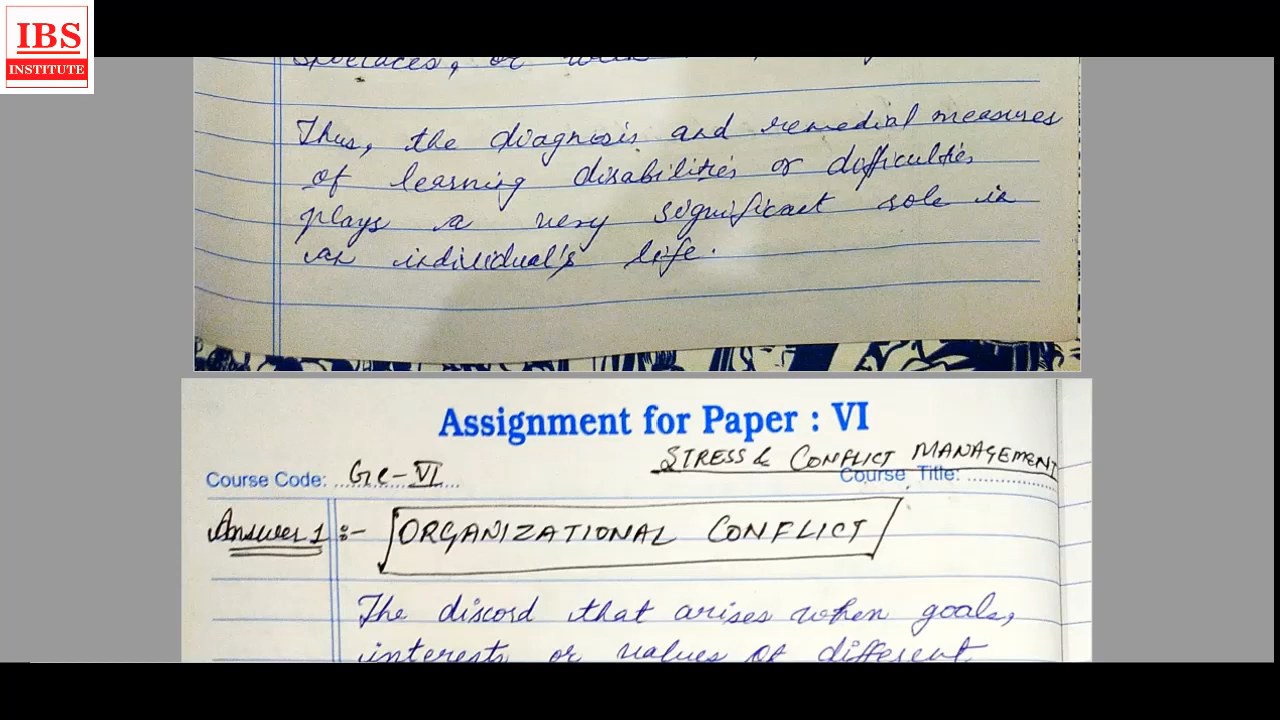 IBS
INSTITUTE
Thus, the diagnosis and remedial measures
of learning disabilities or difficulties
plays a very significant role in
an individual's life.
Assignment for Paper : VI
STRESS & CONFLICT MANAGEMENT
Course Code: GC-VI Course Title:
Answer 1 :- ORGANIZATIONAL CONFLICT
The discord that arises when goals,
interests or values of different